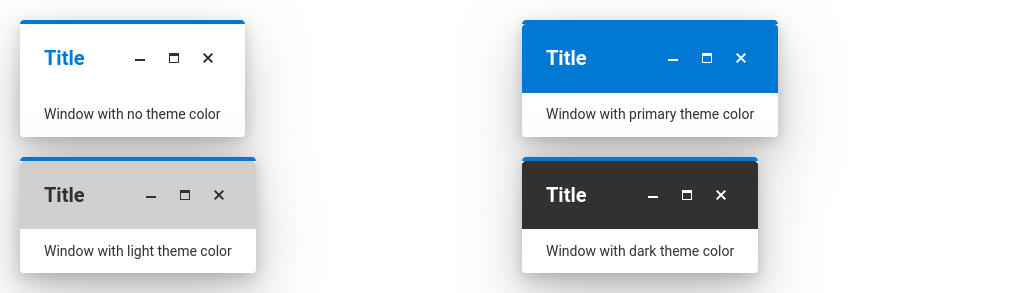 Title
Window with no theme color
Title
Window with primary theme color
Title
Window with light theme color
Title
Window with dark theme color